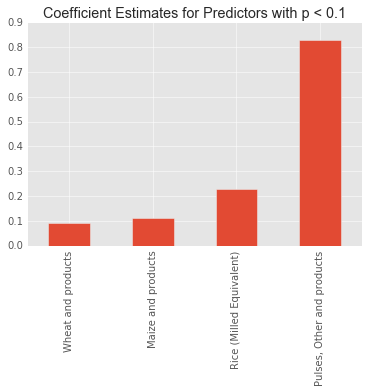 Coefficient Estimates for Predictors with p < 0.1
0.9
0.8
0.7
0.6
0.5
0.4
0.3
0.2
0.1
0.0
Wheat and products
Maize and products
Rice (Milled Equivalent)
Pulses, Other and products